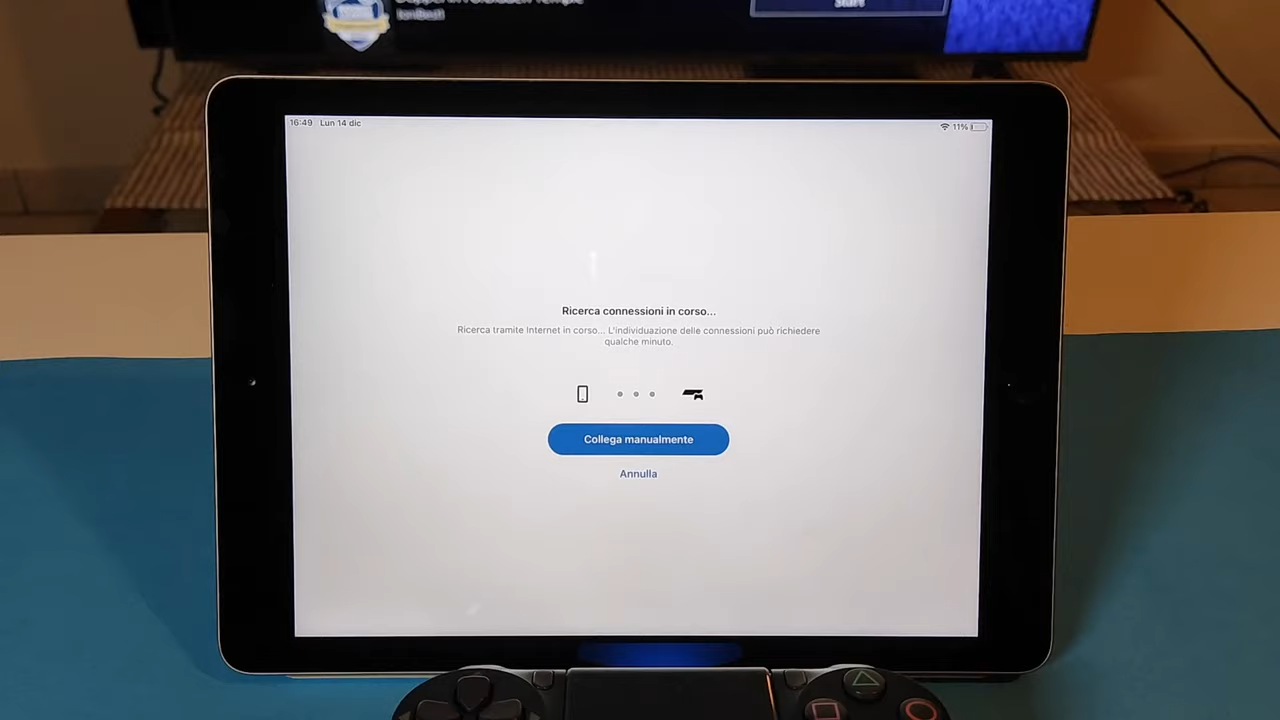 Start
16:49 Lun 14 dic
11%
Ricerca connessioni in corso...
Ricerca tramite Internet in corso... L'individuazione delle connessioni può richiedere
qualche minuto.
Collega manualmente
Annulla